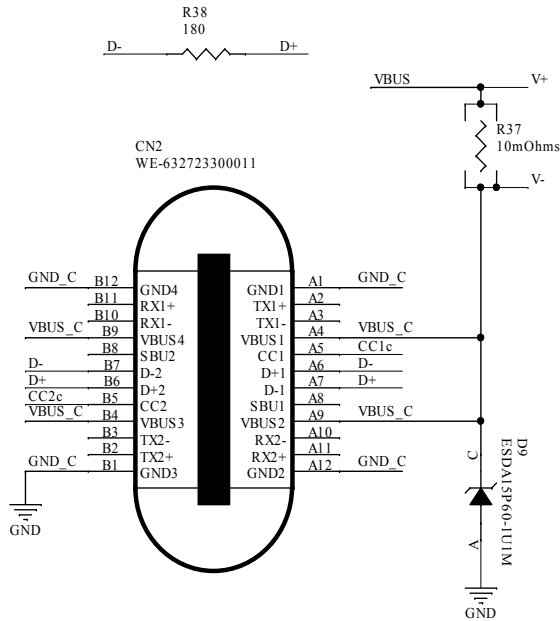 R38
180
D- D+
VBUS V+
R37
10mOhms
V-
CN2
WE-632723300011
GND_C B12 GND4 GND1 A1 GND_C
B11 RX1+ TX1+ A2
B10 RX1- TX1- A3
VBUS_C B9 VBUS4 VBUS1 A4 VBUS_C
B8 SBU2 CC1 A5 CC1c
D- B7 D-2 D+1 A6 D-
D+ B6 D+2 D-1 A7 D+
CC2c B5 CC2 SBU1 A8
VBUS_C B4 VBUS3 VBUS2 A9 VBUS_C
B3 TX2- RX2- A10
B2 TX2+ RX2+ A11
GND_C B1 GND3 GND2 A12 GND_C
GND
C
A
D9
ESDA15P60-1U1M
GND